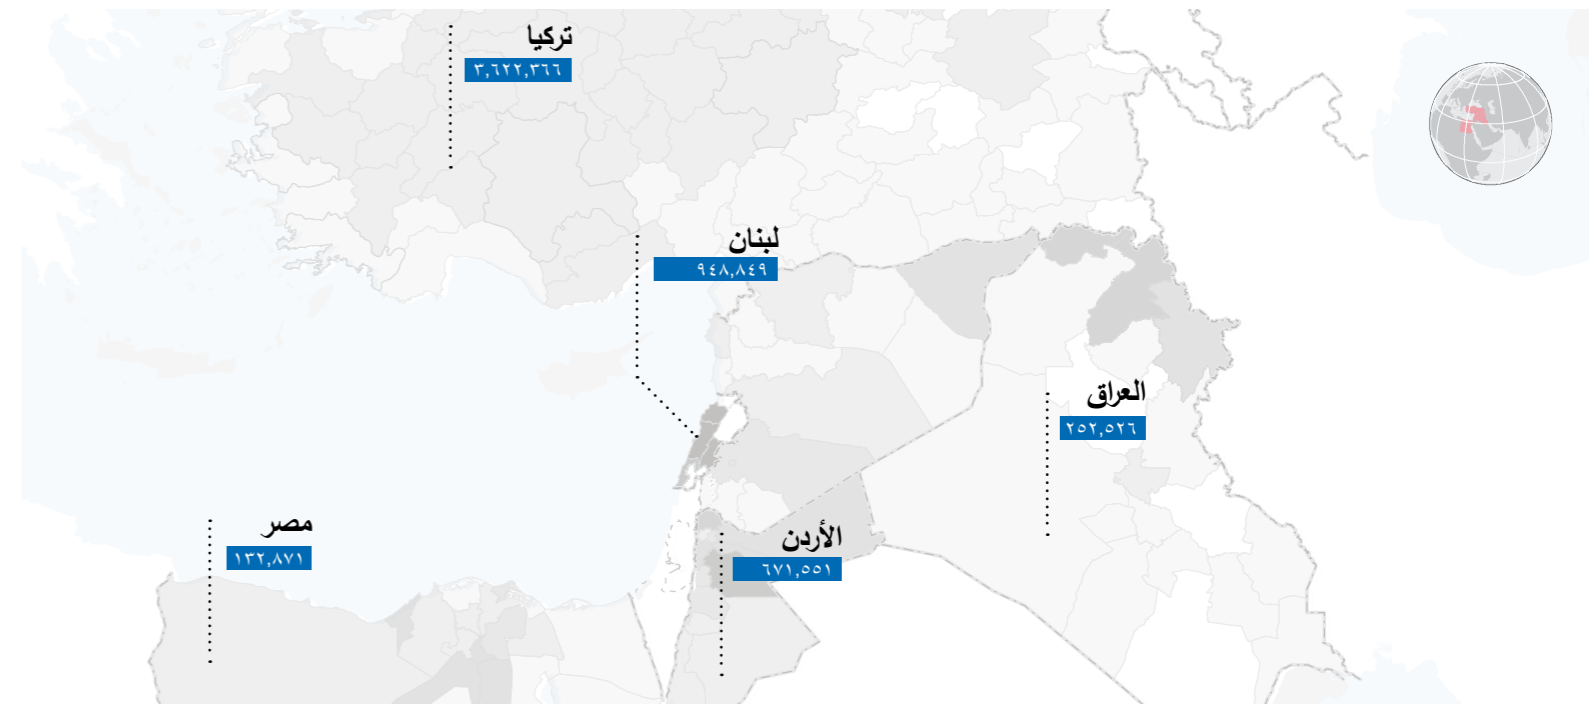 تركيا
٣,٦٢٢,٣٦٦
لبنان
٩٤٨,٨٤٩
العراق
٢٥٢,٥٢٦
مصر
١٣٢,٨٧١
الأردن
٦٧١,٥٥١